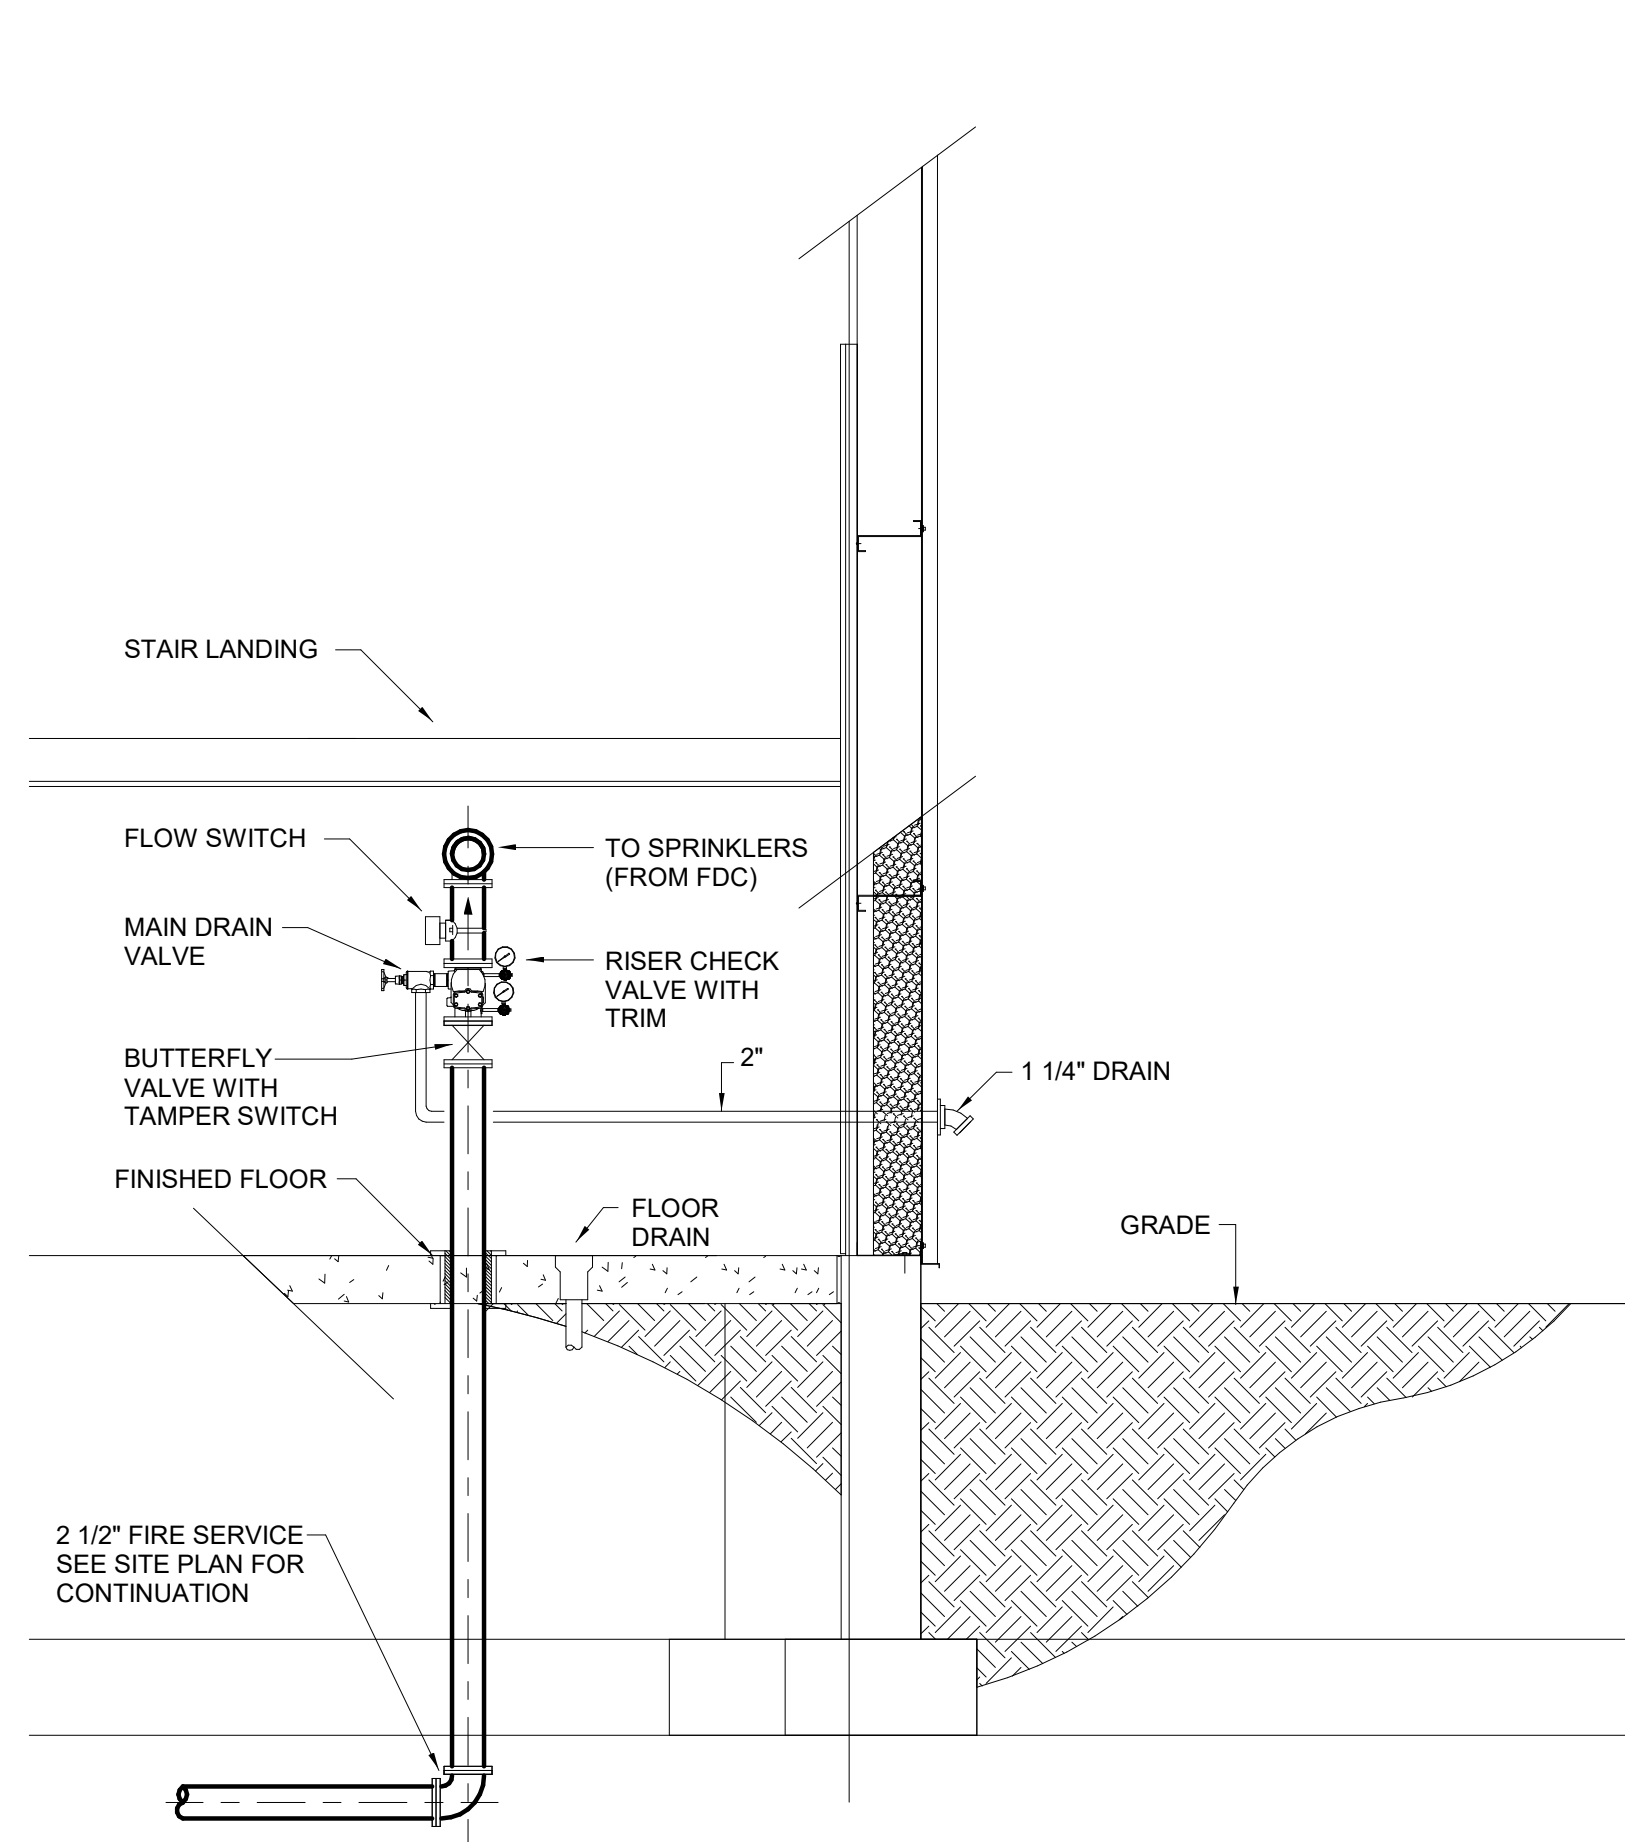 STAIR LANDING
FLOW SWITCH
TO SPRINKLERS
(FROM FDC)
MAIN DRAIN
VALVE
RISER CHECK
VALVE WITH
TRIM
BUTTERFLY
VALVE WITH
TAMPER SWITCH
2"
1 1/4" DRAIN
FINISHED FLOOR
FLOOR
DRAIN
GRADE
2 1/2" FIRE SERVICE
SEE SITE PLAN FOR
CONTINUATION